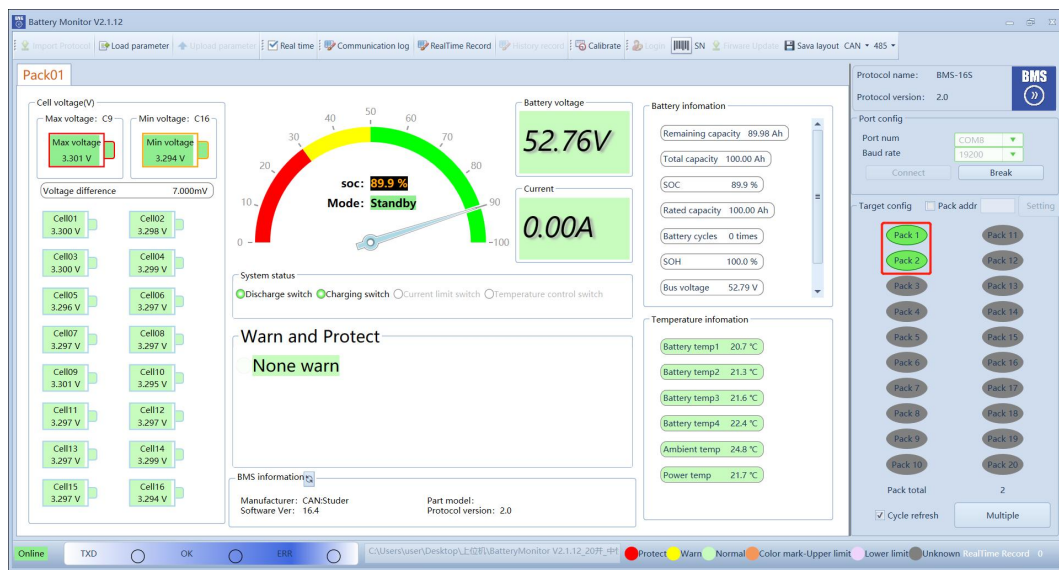 Battery Monitor V2.1.12
Import Protocol Load parameter Upload parameter Real time Communication log RealTime Record History record Calibrate Login SN Firware Update Sava layout CAN 485
Pack01
Cell voltage(V)
Max voltage: C9 Min voltage: C16
Max voltage Min voltage
3.301 V 3.294 V
Voltage difference 7.000mV
Cell01 Cell02
3.300 V 3.298 V
Cell03 Cell04
3.300 V 3.299 V
Cell05 Cell06
3.296 V 3.297 V
Cell07 Cell08
3.297 V 3.297 V
Cell09 Cell10
3.301 V 3.295 V
Cell11 Cell12
3.297 V 3.297 V
Cell13 Cell14
3.297 V 3.299 V
Cell15 Cell16
3.297 V 3.294 V
0 10 20 30 40 50 60 70 80 90 100
soc: 89.9 %
Mode: Standby
Battery voltage
52.76V
Current
0.00A
System status
Discharge switch Charging switch Current limit switch Temperature control switch
Warn and Protect
None warn
BMS information
Manufacturer: CAN:Studer Part model:
Software Ver: 16.4 Protocol version: 2.0
Battery infomation
Remaining capacity 89.98 Ah
Total capacity 100.00 Ah
SOC 89.9 %
Rated capacity 100.00 Ah
Battery cycles 0 times
SOH 100.0 %
Bus voltage 52.79 V
Temperature infomation
Battery temp1 20.7 ℃
Battery temp2 21.3 ℃
Battery temp3 21.6 ℃
Battery temp4 22.4 ℃
Ambient temp 24.8 ℃
Power temp 21.7 ℃
Protocol name: BMS-16S
Protocol version: 2.0
BMS
Port config
Port num COM8
Baud rate 19200
Connect Break
Target config Pack addr Setting
Pack 1 Pack 11
Pack 2 Pack 12
Pack 3 Pack 13
Pack 4 Pack 14
Pack 5 Pack 15
Pack 6 Pack 16
Pack 7 Pack 17
Pack 8 Pack 18
Pack 9 Pack 19
Pack 10 Pack 20
Pack total 2
Cycle refresh Multiple
Online TXD OK ERR C:\Users\user\Desktop\上位机\BatteryMonitor V2.1.12_20并_ Protect Warn Normal Color mark-Upper limit Lower limit Unknown RealTime Record 0